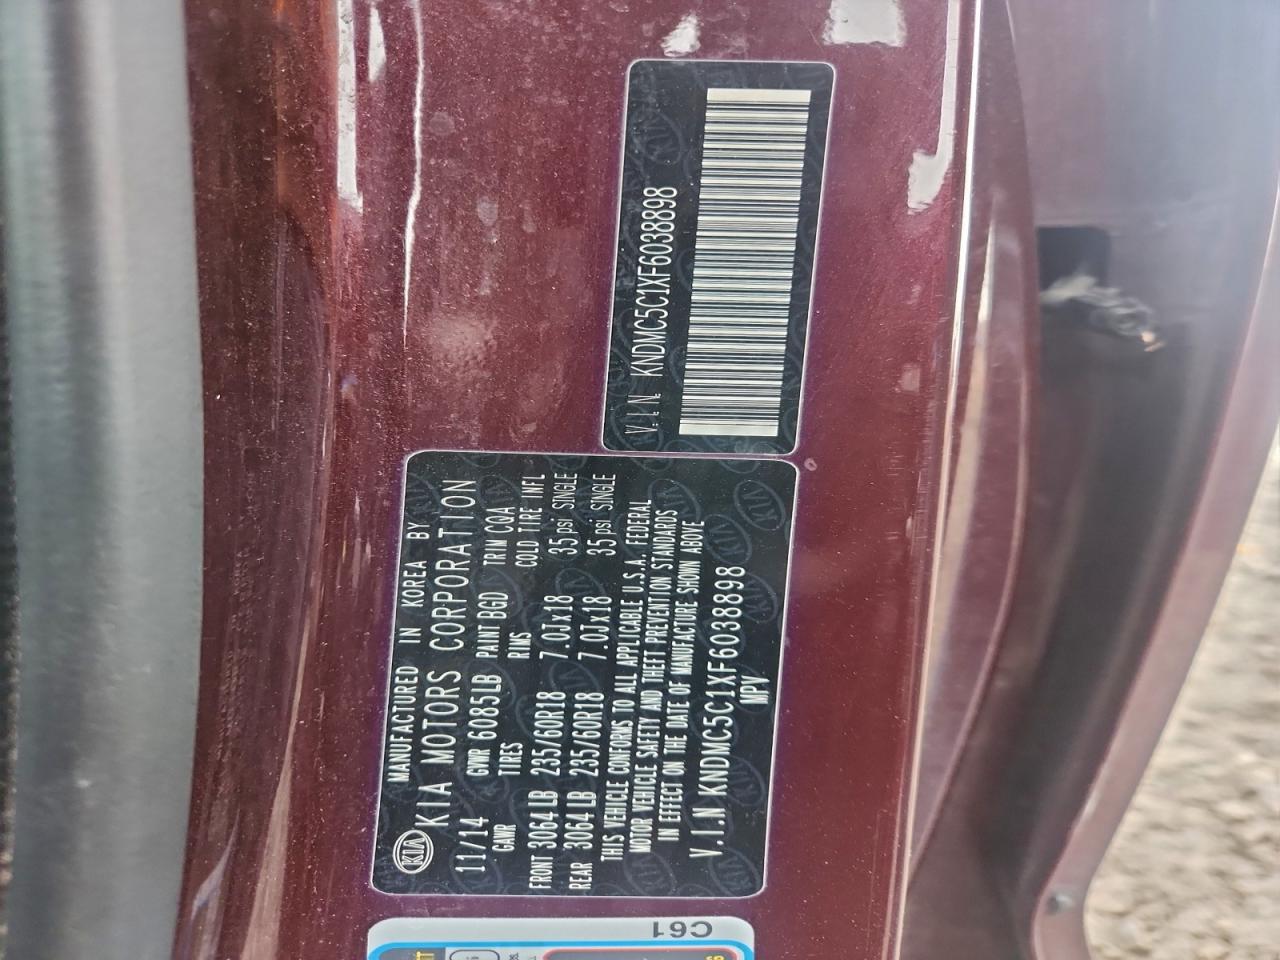 MANUFACTURED IN KOREA BY
KIA KIA MOTORS CORPORATION
11/14 GVWR 6085LB PAINT BGD TRIM CQA
GAWR TIRES RIMS COLD TIRE INFL
FRONT 3064LB 235/60R18 7.0JX18 35psi SINGLE
REAR 3064LB 235/60R18 7.0JX18 35psi SINGLE
THIS VEHICLE CONFORMS TO ALL APPLICABLE U.S.A. FEDERAL
MOTOR VEHICLE SAFETY AND THEFT PREVENTION STANDARDS
IN EFFECT ON THE DATE OF MANUFACTURE SHOWN ABOVE
V.I.N KNDMC5C1XF6038898
MPV
V.I.N KNDMC5C1XF6038898
C61